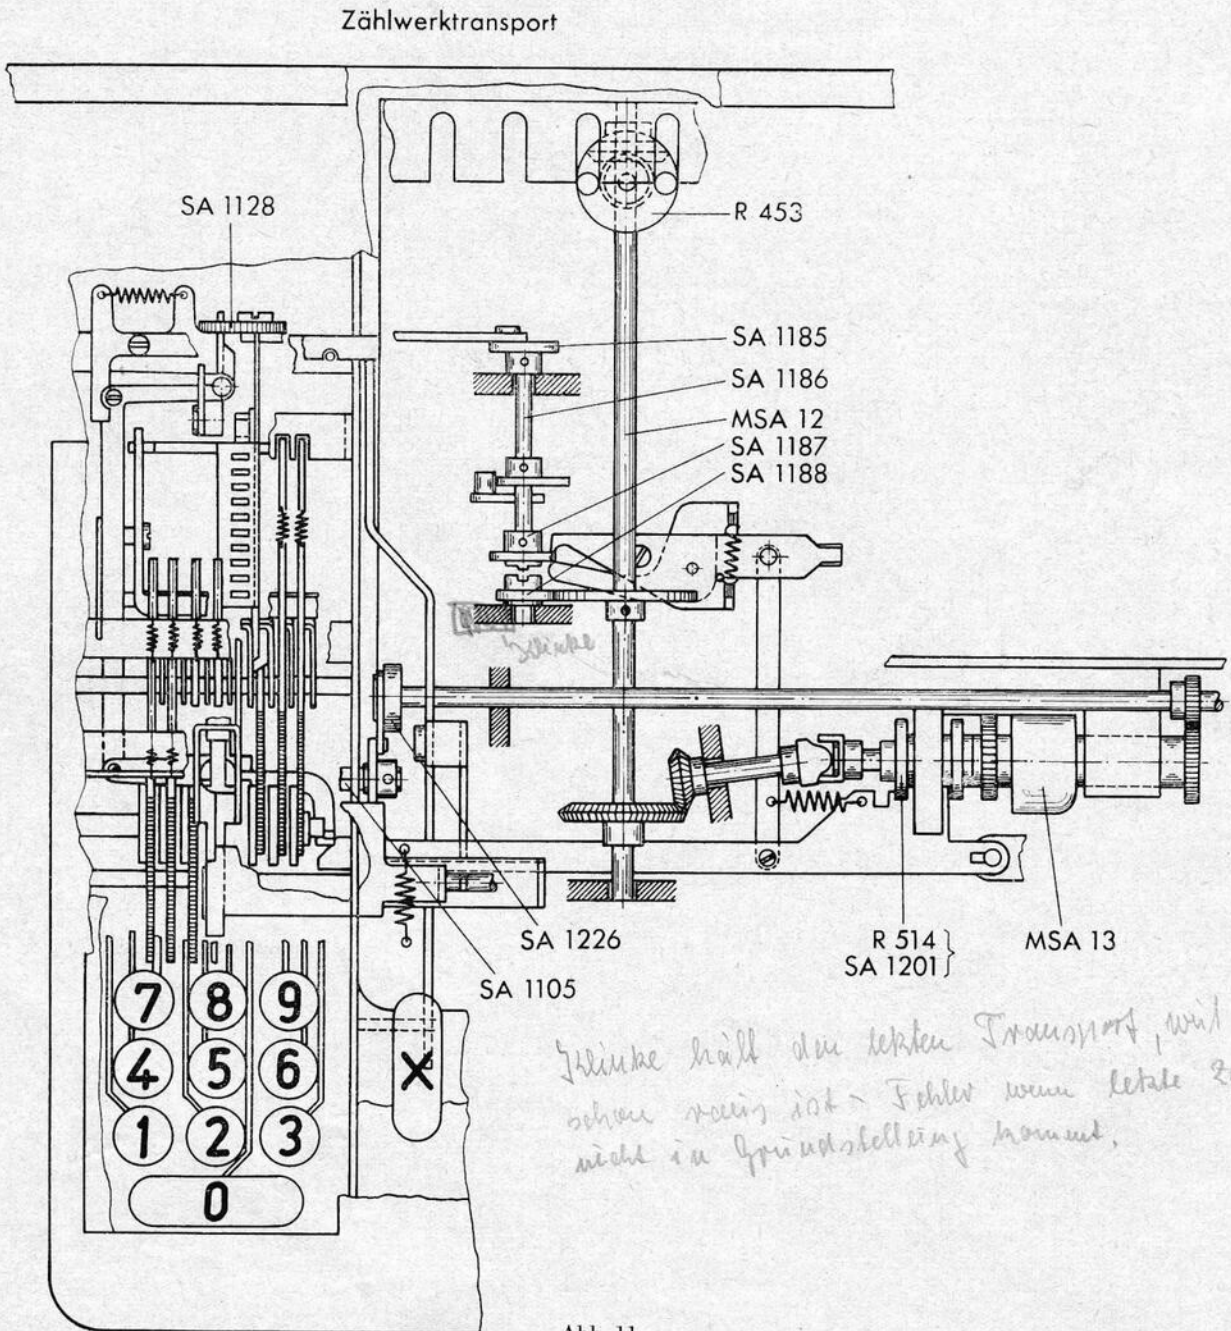 Zählwerktransport
SA 1128
R 453
SA 1185
SA 1186
MSA 12
SA 1187
SA 1188
Klinke
SA 1226
SA 1105
R 514
SA 1201
MSA 13
7 8 9
4 5 6
1 2 3
0
X
Klinke hält den letzten Transport, weil
schon raus ist - Fehler wenn letzte
nicht in Grundstellung kommt.
Abb. 11